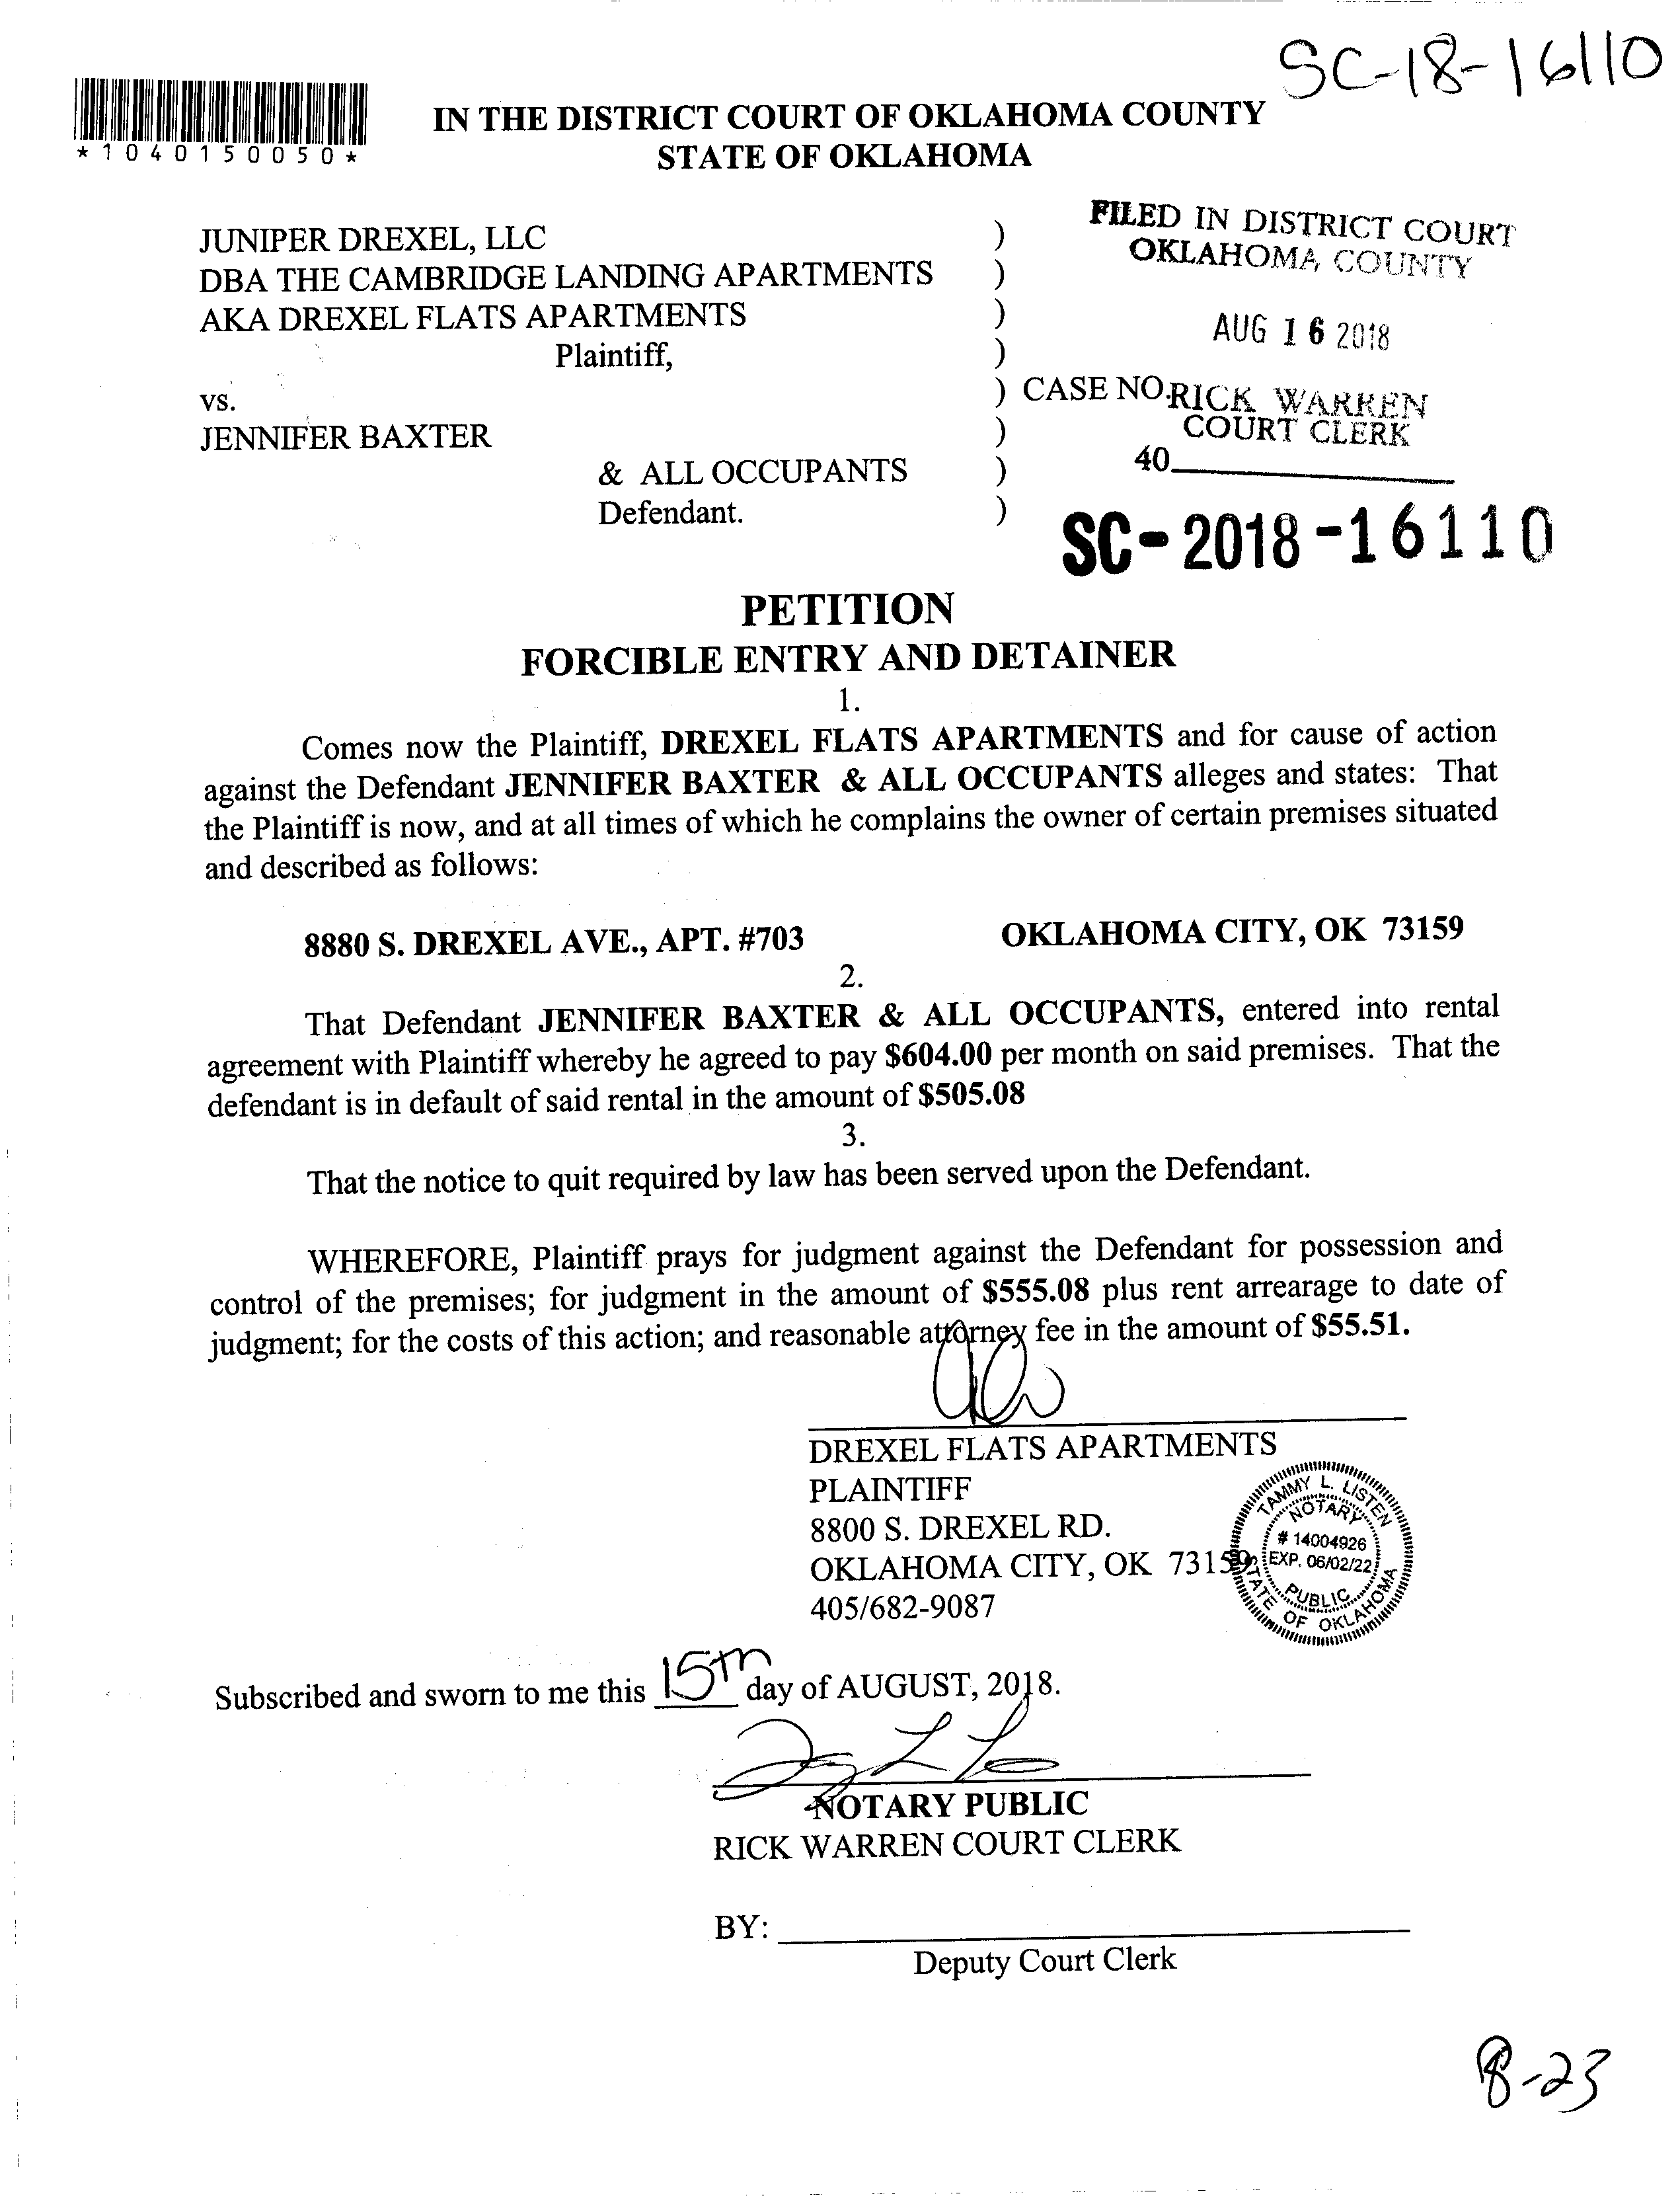 SC-18-16110
*1040150050*
IN THE DISTRICT COURT OF OKLAHOMA COUNTY
STATE OF OKLAHOMA
FILED IN DISTRICT COURT
OKLAHOMA COUNTY
AUG 16 2018
RICK WARREN
COURT CLERK
40
SC-2018-16110
JUNIPER DREXEL, LLC )
DBA THE CAMBRIDGE LANDING APARTMENTS )
AKA DREXEL FLATS APARTMENTS )
Plaintiff, )
vs. ) CASE NO.
JENNIFER BAXTER )
& ALL OCCUPANTS )
Defendant. )
PETITION
FORCIBLE ENTRY AND DETAINER
1.
Comes now the Plaintiff, DREXEL FLATS APARTMENTS and for cause of action
against the Defendant JENNIFER BAXTER & ALL OCCUPANTS alleges and states: That
the Plaintiff is now, and at all times of which he complains the owner of certain premises situated
and described as follows:
8880 S. DREXEL AVE., APT. #703 OKLAHOMA CITY, OK 73159
2.
That Defendant JENNIFER BAXTER & ALL OCCUPANTS, entered into rental
agreement with Plaintiff whereby he agreed to pay $604.00 per month on said premises. That the
defendant is in default of said rental in the amount of $505.08
3.
That the notice to quit required by law has been served upon the Defendant.
WHEREFORE, Plaintiff prays for judgment against the Defendant for possession and
control of the premises; for judgment in the amount of $555.08 plus rent arrearage to date of
judgment; for the costs of this action; and reasonable attorney fee in the amount of $55.51.
DREXEL FLATS APARTMENTS
PLAINTIFF
8800 S. DREXEL RD.
OKLAHOMA CITY, OK 73159
405/682-9087
TAMMY L. LISTEN
NOTARY
# 14004926
EXP. 06/02/22
PUBLIC
STATE OF OKLAHOMA
Subscribed and sworn to me this 15th day of AUGUST, 2018.
NOTARY PUBLIC
RICK WARREN COURT CLERK
BY:
Deputy Court Clerk
8-23